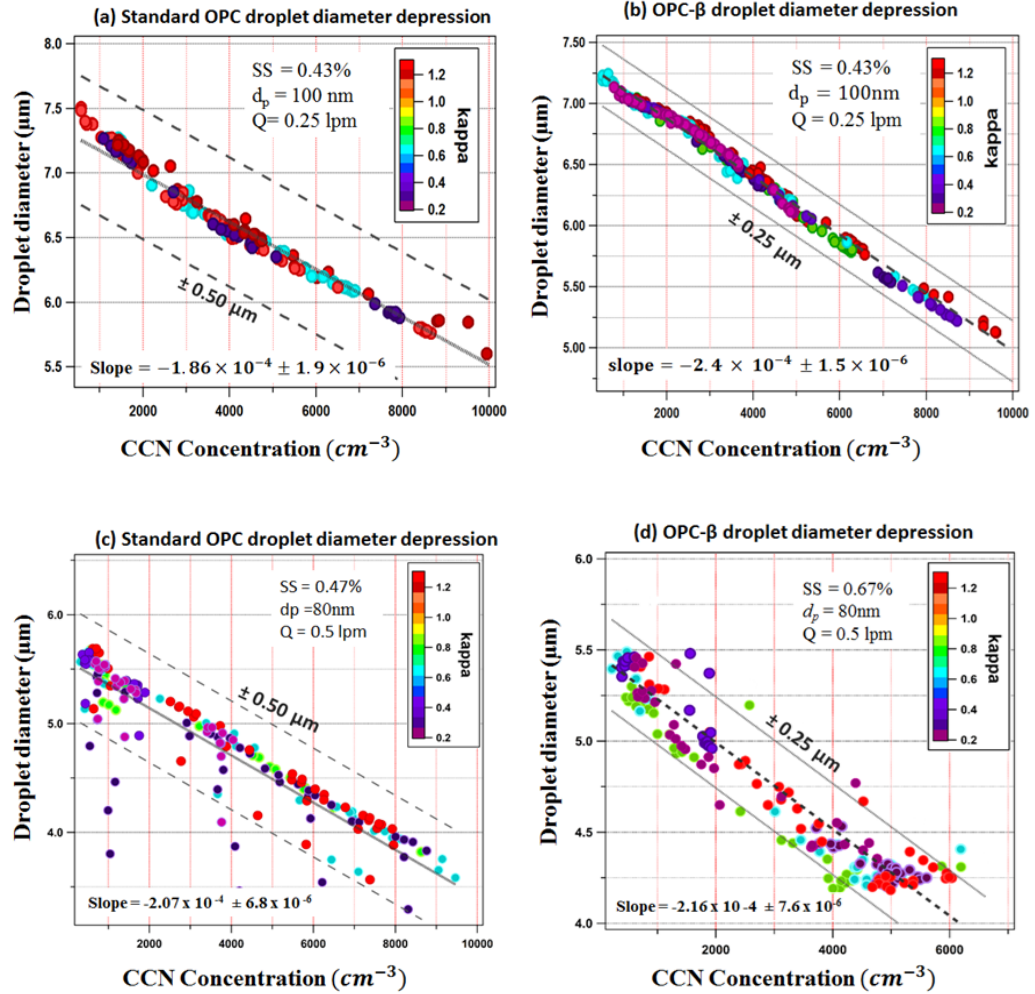 (a) Standard OPC droplet diameter depression
8.0
7.5
7.0
6.5
6.0
5.5
Droplet diameter (µm)
SS = 0.43%
dp = 100 nm
Q= 0.25 lpm
1.2
1.0
0.8
0.6
0.4
0.2
kappa
± 0.50 µm
Slope = −1.86 × 10⁻⁴ ± 1.9 × 10⁻⁶
2000 4000 6000 8000 10000
CCN Concentration (cm⁻³)
(b) OPC-β droplet diameter depression
7.50
7.00
6.50
6.00
5.50
5.00
Droplet diameter (µm)
SS = 0.43%
dp = 100nm
Q = 0.25 lpm
1.2
1.0
0.8
0.6
0.4
0.2
kappa
± 0.25 µm
slope = −2.4 × 10⁻⁴ ± 1.5 × 10⁻⁶
2000 4000 6000 8000 10000
CCN Concentration (cm⁻³)
(c) Standard OPC droplet diameter depression
6.0
5.0
4.0
Droplet diameter (µm)
SS = 0.47%
dp =80nm
Q = 0.5 lpm
1.2
1.0
0.8
0.6
0.4
0.2
kappa
± 0.50 µm
Slope = -2.07 x 10⁻⁴ ± 6.8 x 10⁻⁶
2000 4000 6000 8000 10000
CCN Concentration (cm⁻³)
(d) OPC-β droplet diameter depression
6.0
5.5
5.0
4.5
4.0
Droplet diameter (µm)
SS = 0.67%
dp = 80nm
Q = 0.5 lpm
1.2
1.0
0.8
0.6
0.4
0.2
kappa
± 0.25 µm
Slope = -2.16 x 10 -4 ± 7.6 x 10⁻⁶
2000 4000 6000
CCN Concentration (cm⁻³)